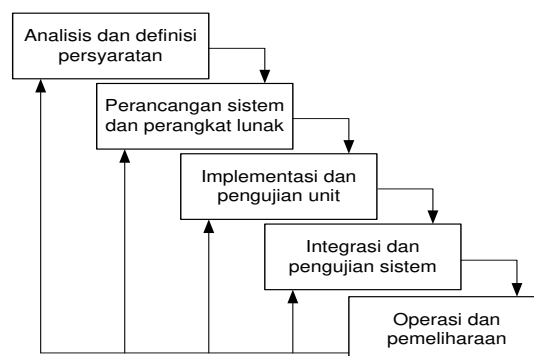 Analisis dan definisi
persyaratan
Perancangan sistem
dan perangkat lunak
Implementasi dan
pengujian unit
Integrasi dan
pengujian sistem
Operasi dan
pemeliharaan